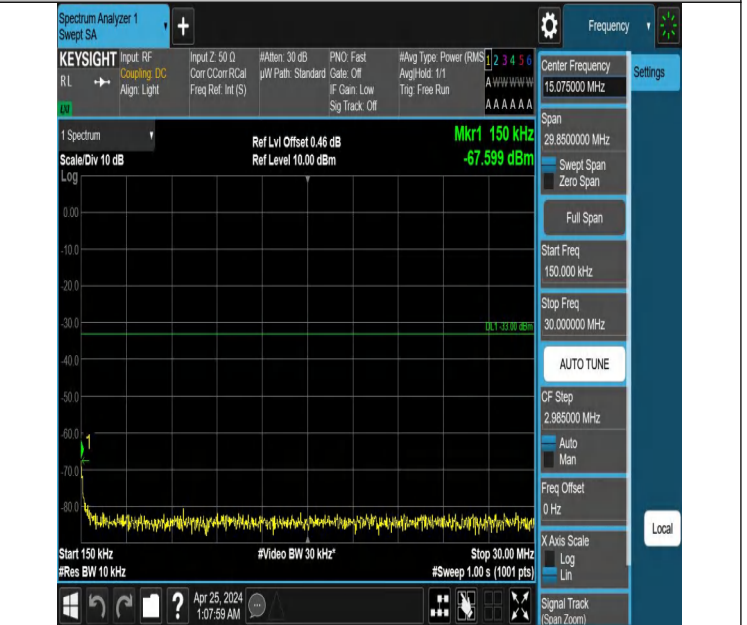 Spectrum Analyzer 1
Swept SA
+
Frequency
KEYSIGHT
RL
Input: RF
Coupling: DC
Align: Light
Input Z: 50 Ω
Corr CCorr RCal
Freq Ref: Int (S)
#Atten: 30 dB
µW Path: Standard
PNO: Fast
Gate: Off
IF Gain: Low
Sig Track: Off
#Avg Type: Power (RMS
Avg|Hold: 1/1
Trig: Free Run
1 2 3 4 5 6
A W W W W W
A A A A A A
LXI
1 Spectrum
Scale/Div 10 dB
Log
Ref Lvl Offset 0.46 dB
Ref Level 10.00 dBm
Mkr1 150 kHz
-67.599 dBm
0.00
-10.0
-20.0
-30.0
DL1 -33.00 dBm
-40.0
-50.0
-60.0
1
-70.0
-80.0
Start 150 kHz
#Res BW 10 kHz
#Video BW 30 kHz*
Stop 30.00 MHz
#Sweep 1.00 s (1001 pts)
Center Frequency
15.075000 MHz
Settings
Span
29.8500000 MHz
Swept Span
Zero Span
Full Span
Start Freq
150.000 kHz
Stop Freq
30.000000 MHz
AUTO TUNE
CF Step
2.985000 MHz
Auto
Man
Freq Offset
0 Hz
X Axis Scale
Log
Lin
Local
Signal Track
(Span Zoom)
?
Apr 25, 2024
1:07:59 AM